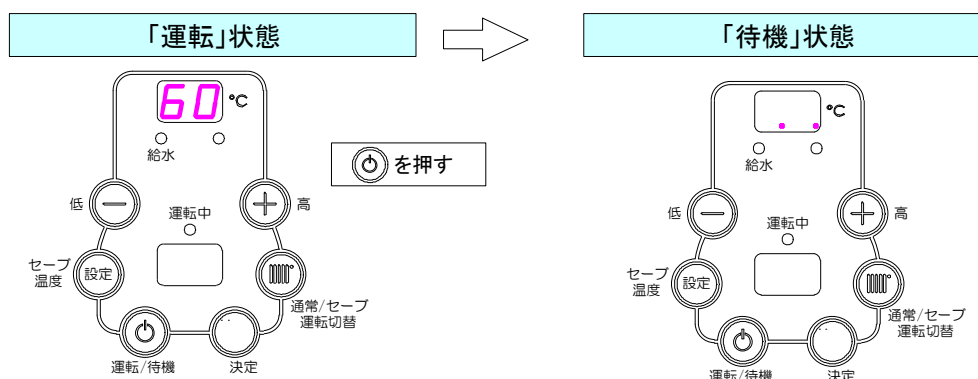 「運転」状態
「待機」状態
60 ℃
給水
を押す
低
高
運転中
セーブ
温度
設定
通常/セーブ
運転切替
運転/待機
決定
℃
給水
低
高
運転中
セーブ
温度
設定
通常/セーブ
運転切替
運転/待機
決定